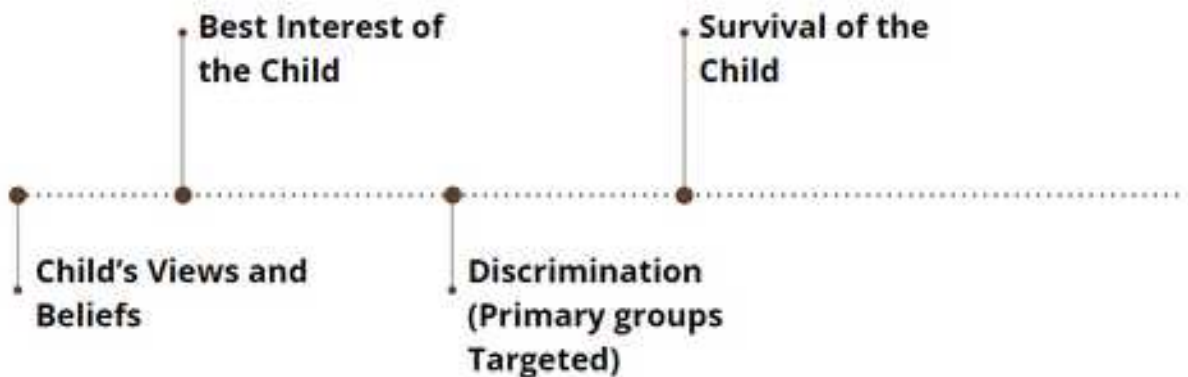 Best Interest of
the Child
Survival of the
Child
Child's Views and
Beliefs
Discrimination
(Primary groups
Targeted)